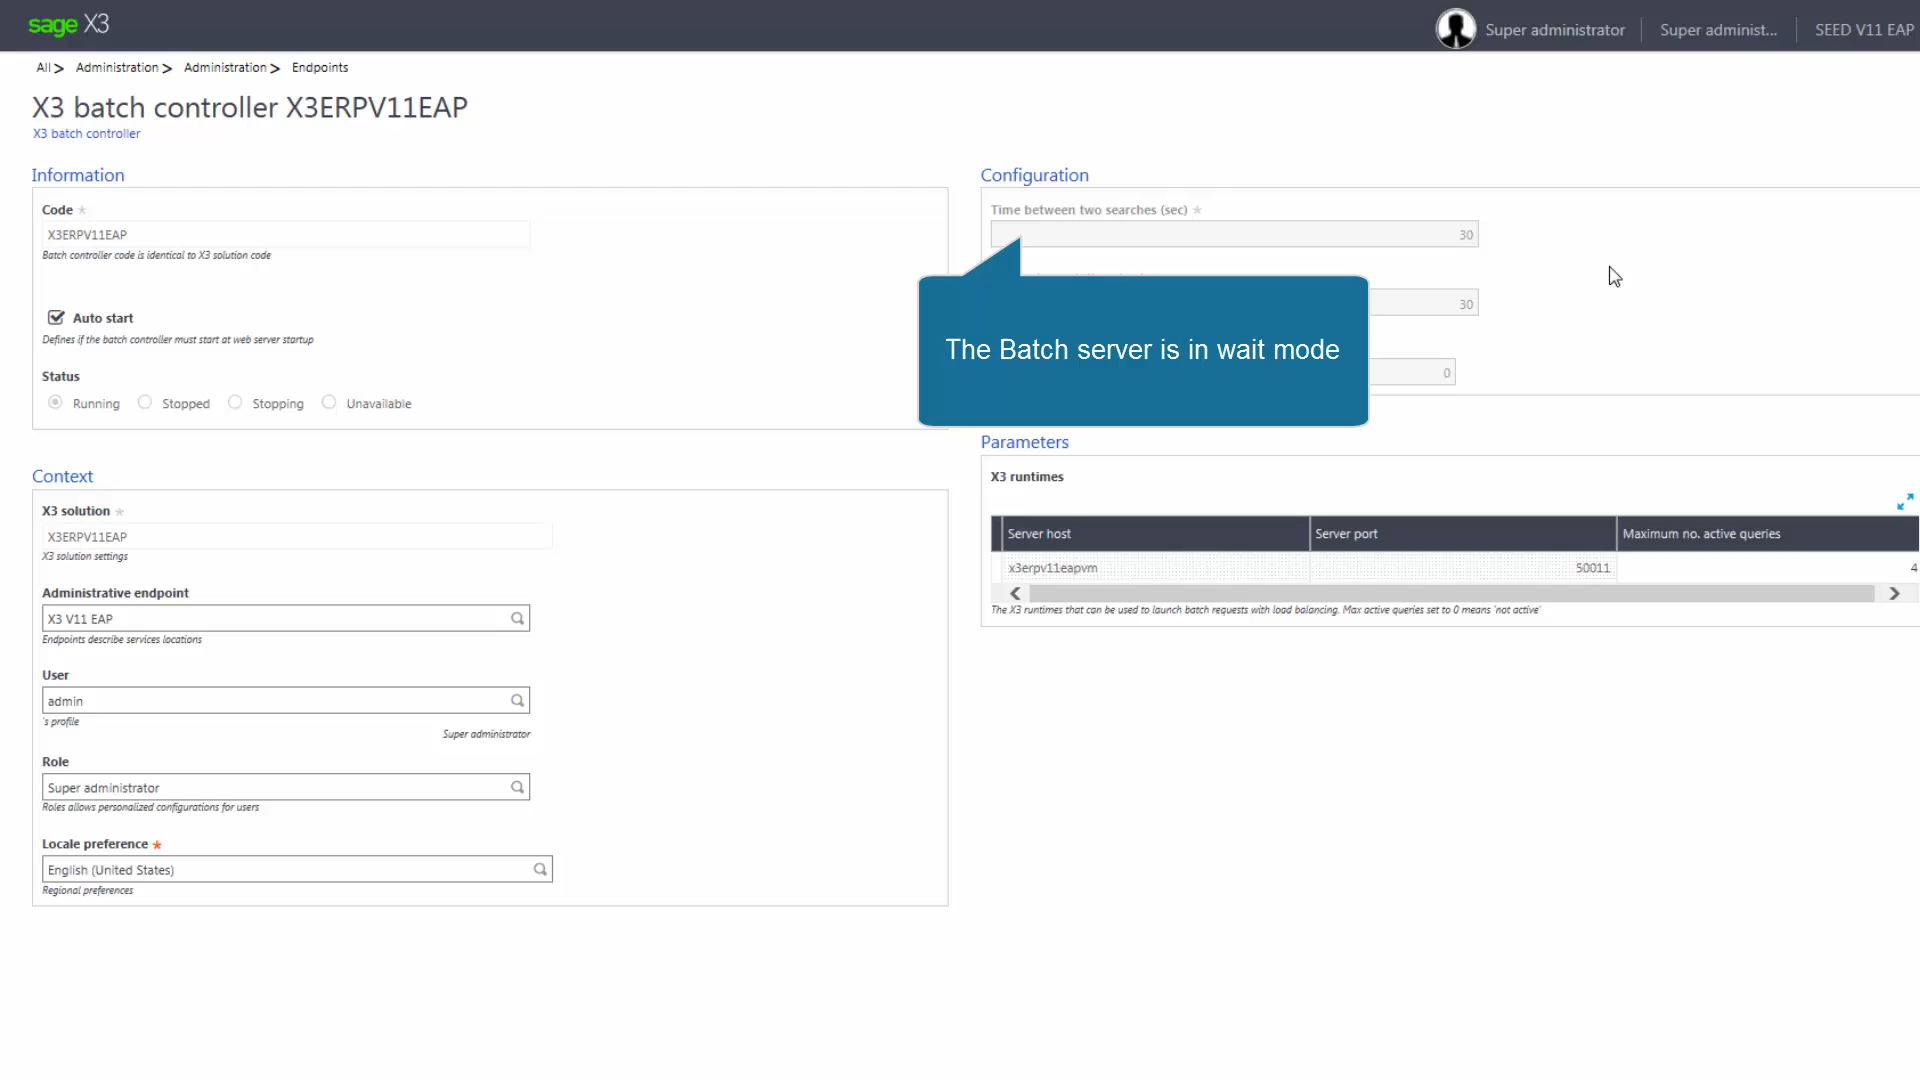 sage X3
Super administrator
Super administ...
SEED V11 EAP
All > Administration > Administration > Endpoints
X3 batch controller X3ERPV11EAP
X3 batch controller
Information
Code *
X3ERPV11EAP
Batch controller code is identical to X3 solution code
Auto start
Defines if the batch controller must start at web server startup
Status
Running Stopped Stopping Unavailable
Context
X3 solution *
X3ERPV11EAP
X3 solution settings
Administrative endpoint
X3 V11 EAP
Endpoints describe services locations
User
admin
's profile
Super administrator
Role
Super administrator
Roles allows personalized configurations for users
Locale preference *
English (United States)
Regional preferences
Configuration
Time between two searches (sec) *
30
The Batch server is in wait mode
30
0
Parameters
X3 runtimes
Server host Server port Maximum no. active queries
x3erpv11eapvm 50011 4
The X3 runtimes that can be used to launch batch requests with load balancing. Max active queries set to 0 means 'not active'